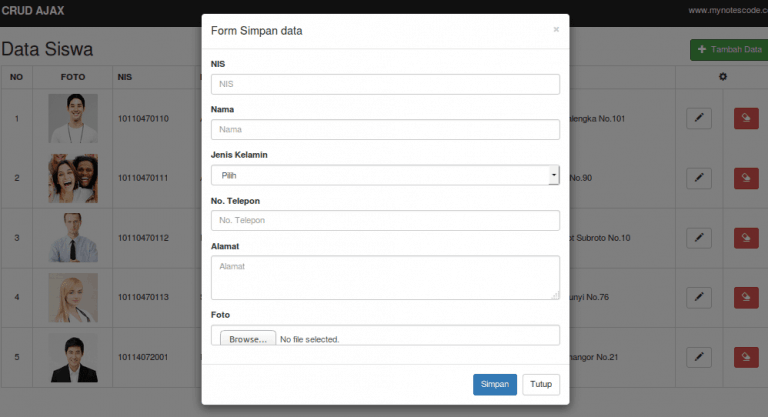 CRUD AJAX
www.mynotescode.c
Data Siswa
Tambah Data
NO FOTO NIS
1 10110470110 alengka No.101
2 10110470111 No.90
3 10110470112 ot Subroto No.10
4 10110470113 unyi No.76
5 10114072001 nangor No.21
Form Simpan data
×
NIS
NIS
Nama
Nama
Jenis Kelamin
Pilih
No. Telepon
No. Telepon
Alamat
Alamat
Foto
Browse... No file selected.
Simpan Tutup